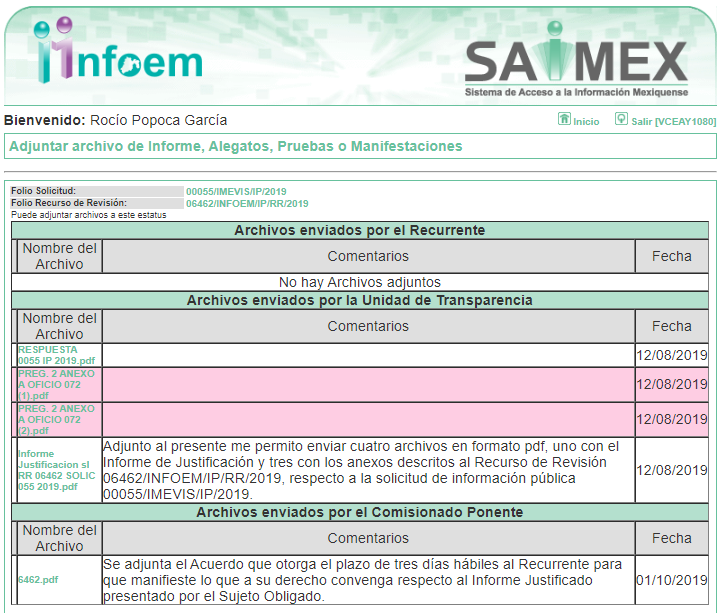 infoem
SAIMEX
Sistema de Acceso a la Información Mexiquense
Bienvenido: Rocío Popoca García
Inicio
Salir [VCEAY1080]
Adjuntar archivo de Informe, Alegatos, Pruebas o Manifestaciones
Folio Solicitud: 00055/IMEVIS/IP/2019
Folio Recurso de Revisión: 06462/INFOEM/IP/RR/2019
Puede adjuntar archivos a este estatus
Archivos enviados por el Recurrente
Nombre del
Archivo
Comentarios
Fecha
No hay Archivos adjuntos
Archivos enviados por la Unidad de Transparencia
Nombre del
Archivo
Comentarios
Fecha
RESPUESTA
0055 IP 2019.pdf
12/08/2019
PREG. 2 ANEXO
A OFICIO 072
(1).pdf
12/08/2019
PREG. 2 ANEXO
A OFICIO 072
(2).pdf
12/08/2019
Informe
Justificacion sl
RR 06462 SOLIC
055 2019.pdf
Adjunto al presente me permito enviar cuatro archivos en formato pdf, uno con el
Informe de Justificación y tres con los anexos descritos al Recurso de Revisión
06462/INFOEM/IP/RR/2019, respecto a la solicitud de información pública
00055/IMEVIS/IP/2019.
12/08/2019
Archivos enviados por el Comisionado Ponente
Nombre del
Archivo
Comentarios
Fecha
6462.pdf
Se adjunta el Acuerdo que otorga el plazo de tres días hábiles al Recurrente para
que manifieste lo que a su derecho convenga respecto al Informe Justificado
presentado por el Sujeto Obligado.
01/10/2019